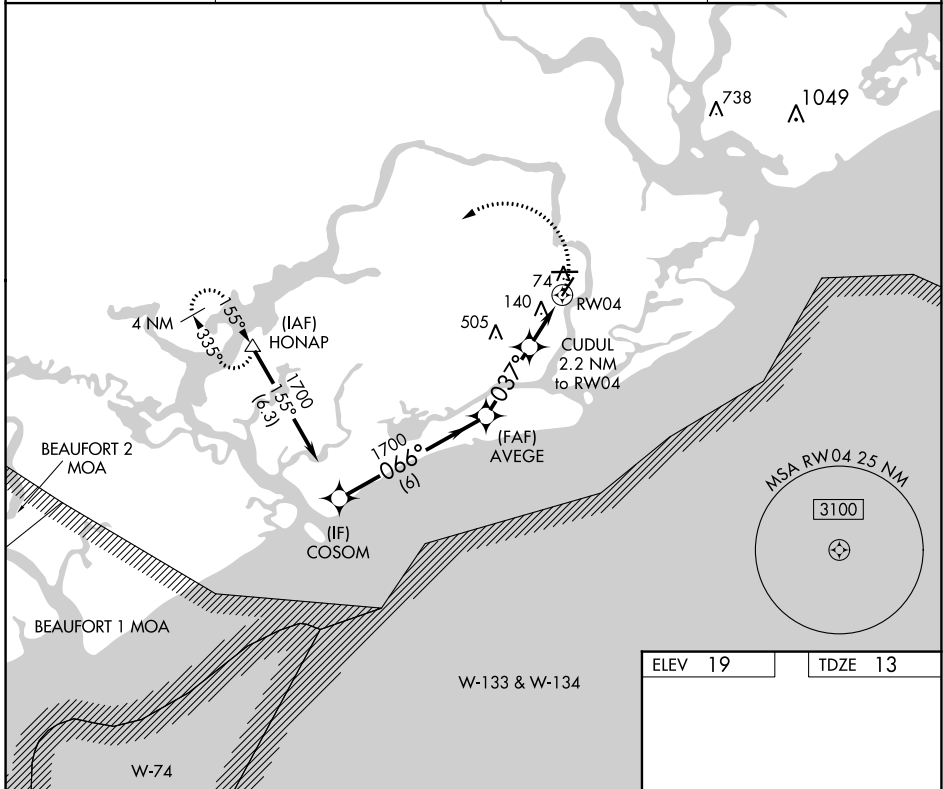 738
1049
74
RW04
140
505
CUDUL
2.2 NM
to RW04
4 NM
155°
335°
(IAF)
HONAP
1700
155°
(6.3)
037°
(FAF)
AVEGE
1700
066°
(6)
(IF)
COSOM
BEAUFORT 2
MOA
BEAUFORT 1 MOA
MSA RW04 25 NM
3100
W-133 & W-134
W-74
ELEV 19
TDZE 13